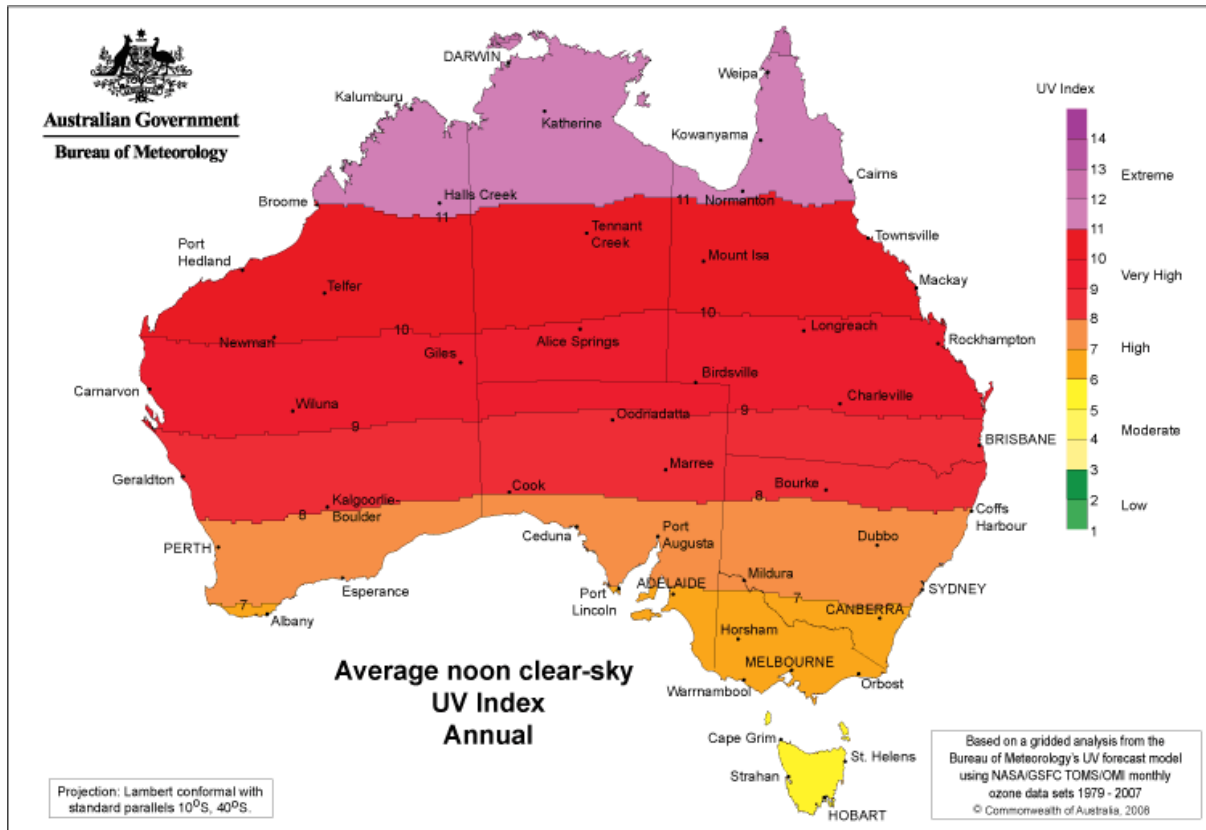 Australian Government
Bureau of Meteorology
DARWIN
Kalumburu
Katherine
Weipa
Kowanyama
Cairns
Broome
Halls Creek
11
11
Normanton
Port
Hedland
Tennant
Creek
Townsville
Mount Isa
Telfer
Mackay
Newman
10
10
Giles
Alice Springs
Longreach
Rockhampton
Birdsville
Carnarvon
Wiluna
Charleville
9
9
Oodnadatta
BRISBANE
Geraldton
Marree
Cook
Bourke
8
8
Kalgoorlie-
Boulder
Coffs
Harbour
PERTH
Ceduna
Port
Augusta
Dubbo
Esperance
Port
Lincoln
ADELAIDE
Mildura
SYDNEY
7
7
Albany
CANBERRA
Horsham
MELBOURNE
Warrnambool
Orbost
Cape Grim
St. Helens
Strahan
HOBART
UV Index
14
13
12
11
10
9
8
7
6
5
4
3
2
1
Extreme
Very High
High
Moderate
Low
Average noon clear-sky
UV Index
Annual
Projection: Lambert conformal with
standard parallels 10°S, 40°S.
Based on a gridded analysis from the
Bureau of Meteorology's UV forecast model
using NASA/GSFC TOMS/OMI monthly
ozone data sets 1979 - 2007
© Commonwealth of Australia, 2008